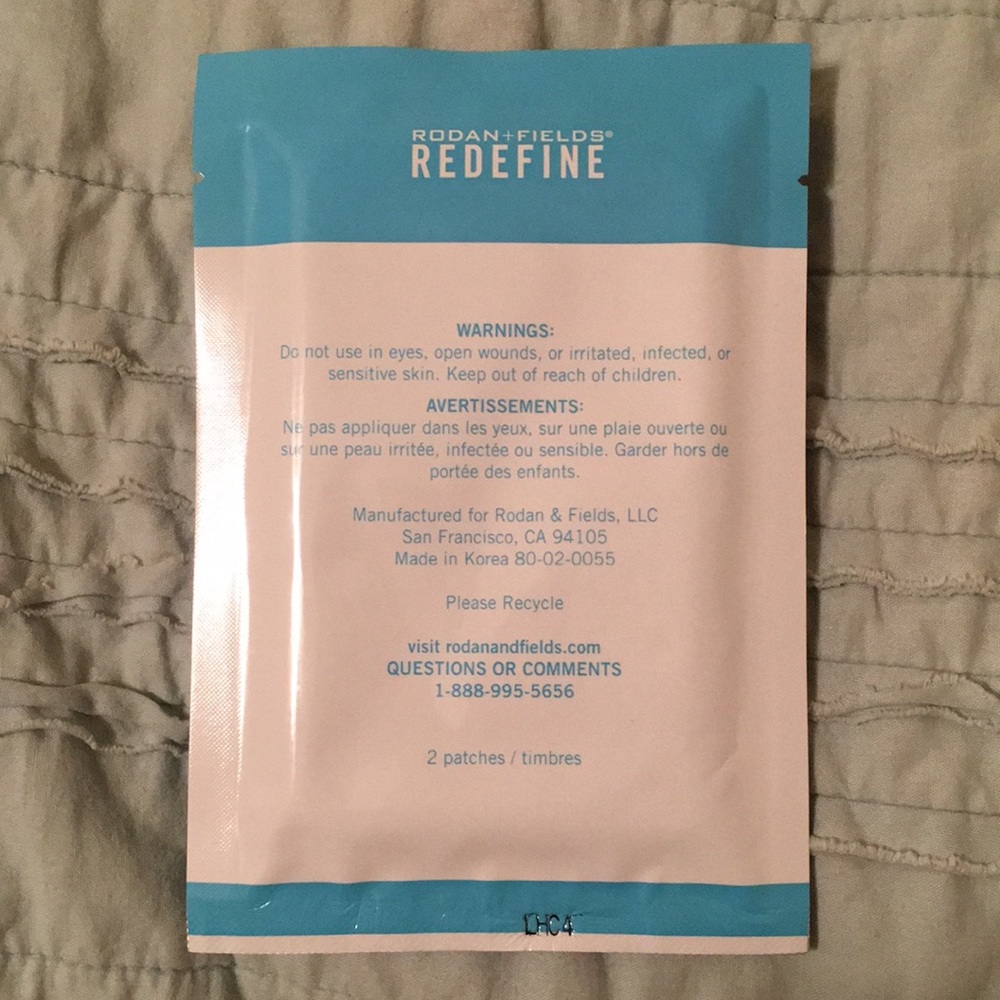 RODAN+FIELDS®
REDEFINE
WARNINGS:
Do not use in eyes, open wounds, or irritated, infected, or
sensitive skin. Keep out of reach of children.
AVERTISSEMENTS:
Ne pas appliquer dans les yeux, sur une plaie ouverte ou
sur une peau irritée, infectée ou sensible. Garder hors de
portée des enfants.
Manufactured for Rodan & Fields, LLC
San Francisco, CA 94105
Made in Korea 80-02-0055
Please Recycle
visit rodanandfields.com
QUESTIONS OR COMMENTS
1-888-995-5656
2 patches / timbres